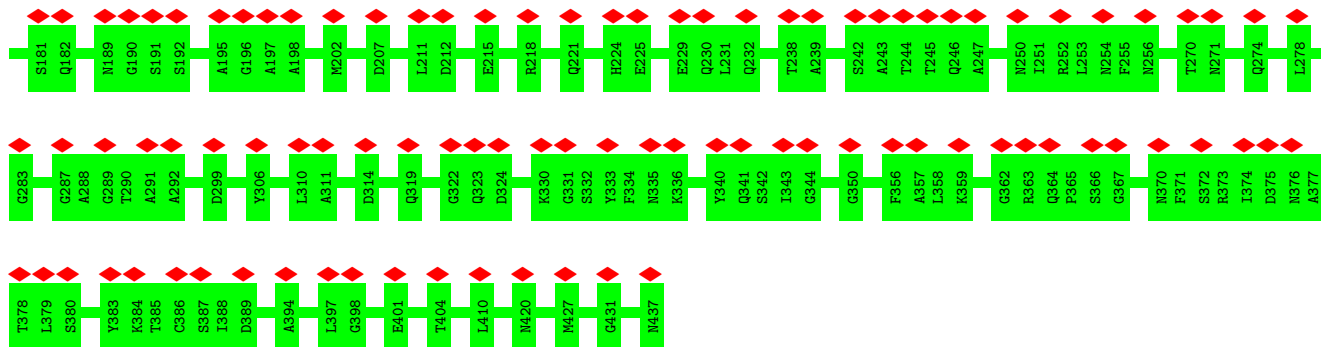 S181 Q182 N189 G190 S191 S192 A195 G196 A197 A198 M202 D207 L211 D212 E215 R218 Q221 H224 E225 E229 Q230 L231 Q232 T238 A239 S242 A243 T244 T245 Q246 A247 N250 I251 R252 L253 N254 F255 N256 T270 N271 Q274 L278
G283 G287 A288 G289 T290 A291 A292 D299 Y306 L310 A311 D314 Q319 G322 Q323 D324 K330 G331 S332 Y333 F334 N335 K336 Y340 Q341 S342 I343 G344 G350 F356 A357 L358 K359 G362 R363 Q364 P365 S366 G367 N370 F371 S372 R373 I374 D375 N376 A377
T378 L379 S380 Y383 K384 T385 C386 S387 I388 D389 A394 L397 G398 E401 T404 L410 N420 M427 G431 N437